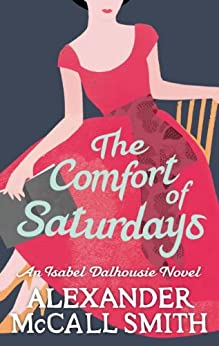 The
Comfort
of
Saturdays
An Isabel Dalhousie Novel
ALEXANDER
McCALL SMITH